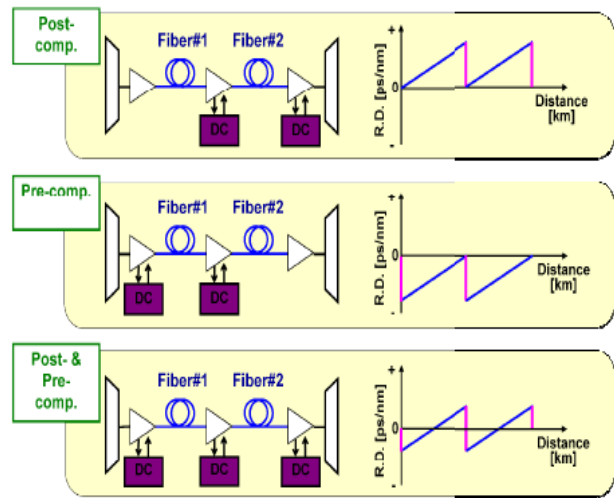 Post-
comp.
Fiber#1 Fiber#2
DC DC
R.D. [ps/nm]
+
0
-
Distance
[km]
Pre-comp.
Fiber#1 Fiber#2
DC DC
R.D. [ps/nm]
+
0
-
Distance
[km]
Post- &
Pre-
comp.
Fiber#1 Fiber#2
DC DC DC
R.D. [ps/nm]
+
0
-
Distance
[km]